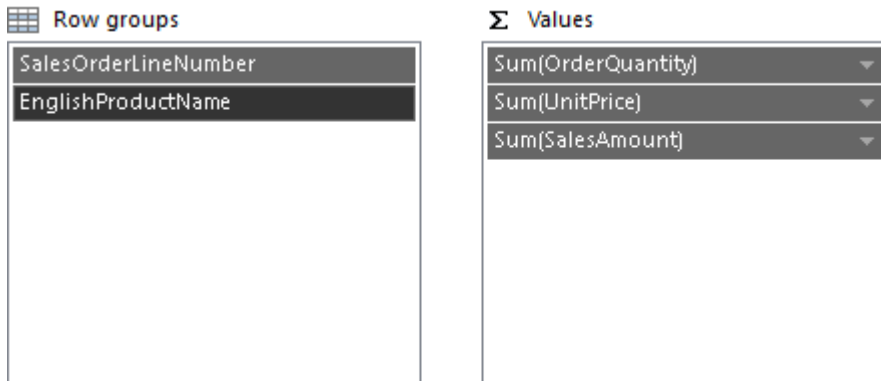 Row groups
SalesOrderLineNumber
EnglishProductName
Σ Values
Sum(OrderQuantity)
Sum(UnitPrice)
Sum(SalesAmount)